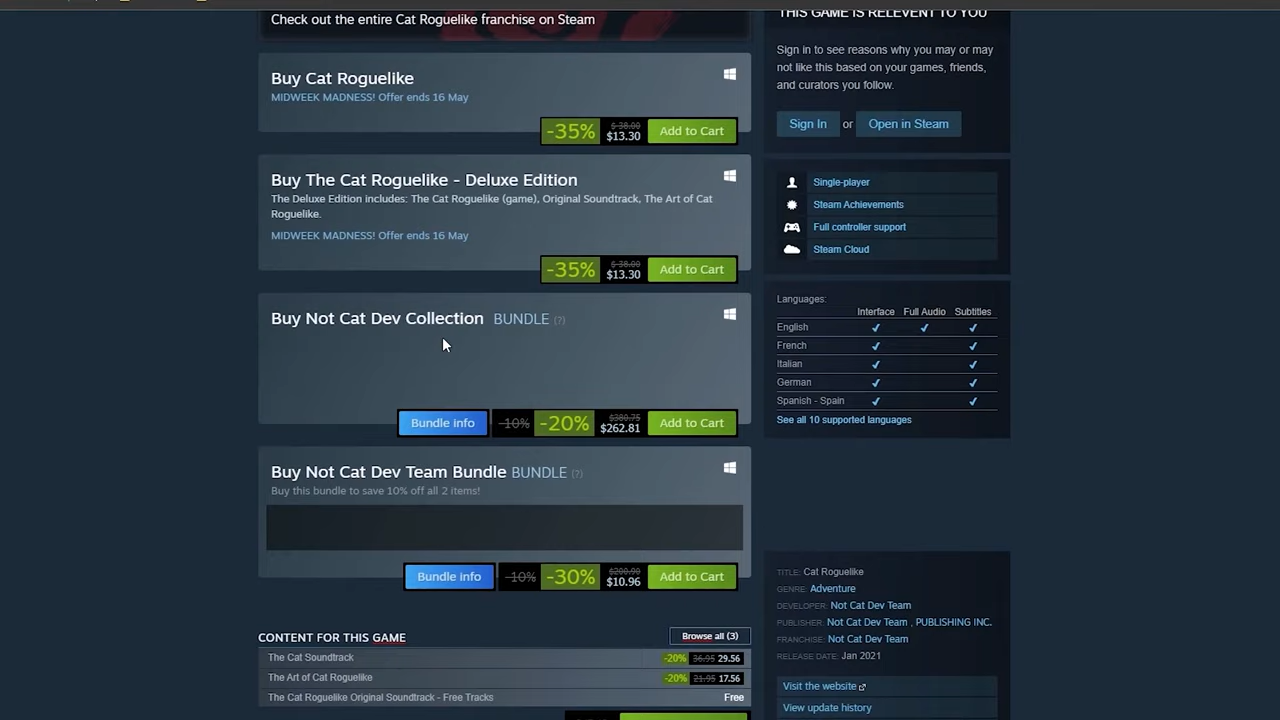 Check out the entire Cat Roguelike franchise on Steam
Buy Cat Roguelike
MIDWEEK MADNESS! Offer ends 16 May
-35% $ 38.00 $13.30 Add to Cart
Buy The Cat Roguelike - Deluxe Edition
The Deluxe Edition includes: The Cat Roguelike (game), Original Soundtrack, The Art of Cat
Roguelike.
MIDWEEK MADNESS! Offer ends 16 May
-35% $ 38.00 $13.30 Add to Cart
Buy Not Cat Dev Collection BUNDLE (?)
Bundle info -10% -20% $380.75 $262.81 Add to Cart
Buy Not Cat Dev Team Bundle BUNDLE (?)
Buy this bundle to save 10% off all 2 items!
Bundle info -10% -30% $200.90 $10.96 Add to Cart
CONTENT FOR THIS GAME Browse all (3)
The Cat Soundtrack -20% 36.95 29.56
The Art of Cat Roguelike -20% 21.95 17.56
The Cat Roguelike Original Soundtrack - Free Tracks Free
THIS GAME IS RELEVENT TO YOU
Sign in to see reasons why you may or may
not like this based on your games, friends,
and curators you follow.
Sign In or Open in Steam
Single-player
Steam Achievements
Full controller support
Steam Cloud
Languages:
Interface Full Audio Subtitles
English ✔ ✔ ✔
French ✔ ✔
Italian ✔ ✔
German ✔ ✔
Spanish - Spain ✔ ✔
See all 10 supported languages
TITLE: Cat Roguelike
GENRE: Adventure
DEVELOPER: Not Cat Dev Team
PUBLISHER: Not Cat Dev Team , PUBLISHING INC.
FRANCHISE: Not Cat Dev Team
RELEASE DATE: Jan 2021
Visit the website
View update history